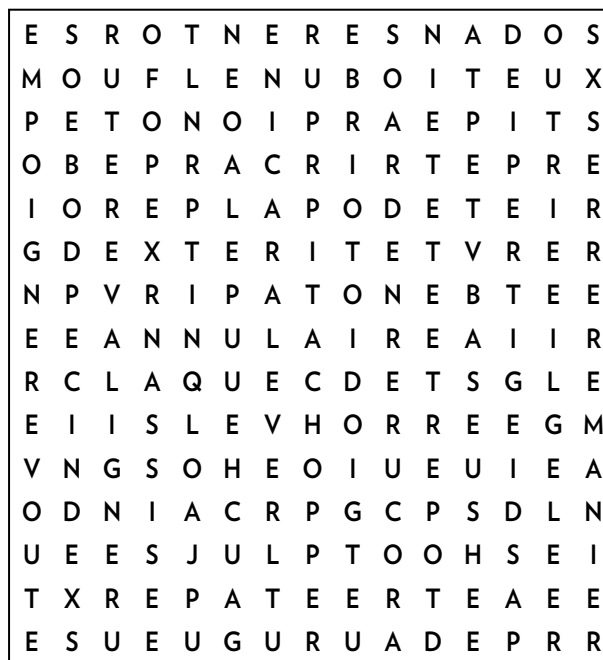 E S R O T N E R E S N A D O S
M O U F L E N U B O I T E U X
P E T O N O I P R A E P I T S
O B E P R A C R I R T E P R E
I O R E P L A P O D E T E I R
G D E X T E R I T E T V R E R
N P V R I P A T O N E B T E E
E E A N N U L A I R E A I I R
R C L A Q U E C D E T S G L E
E I I S L E V H O R R E E G M
V N G S O H E O I U E U I E A
O D N I A C R P G C P S D L N
U E E S J U L P T O O H S E I
T X R E P A T E E R T E A E E
E S U E U G U R U A D E P R R